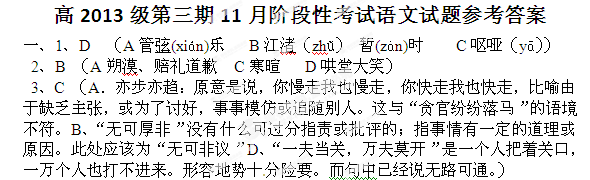 高 2013 级第三期 11 月阶段性考试语文试题参考答案
一、1、D （A 管弦(xián)乐 B 江渚（zhǔ） 暂(zàn)时 C 哎哑（yā））
2、B （A 朔漠、赔礼道歉 C 寒暄 D 哄堂大笑）
3、C （A．亦步亦趋：原意是说，你慢走我也慢走，你快走我也快走，比喻由
于缺乏主张，或为了讨好，事事模仿或追随别人。这与“贪官纷纷落马”的语境
不符。B、“无可厚非”没有什么可过分指责或批评的；指事情有一定的道理或
原因。此处应该为“无可非议”D、“一夫当关，万夫莫开”是一个人把着关口，
一万个人也打不进来。形容地势十分险要。而句中已经说无路可通。）